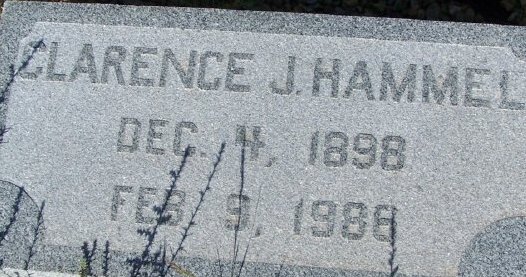 CLARENCE J. HAMMEL
DEC. 4, 1898
FEB. 9, 1988